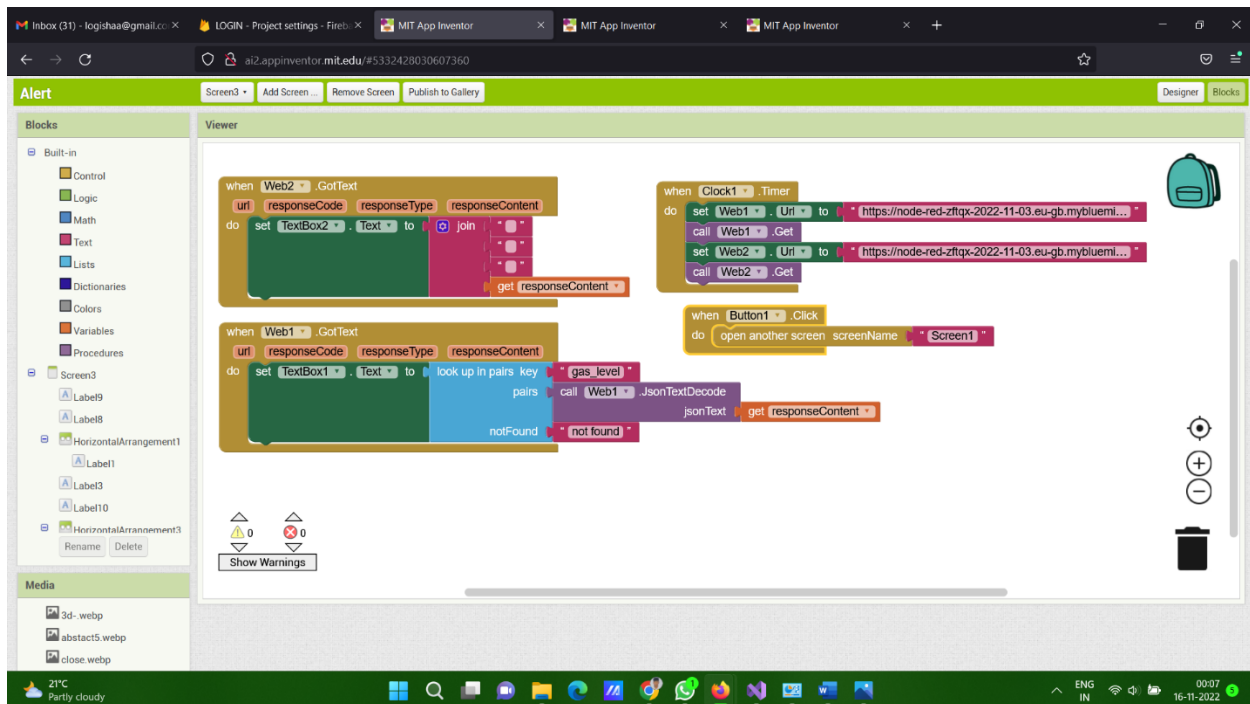 Inbox (31) - logishaa@gmail.co
LOGIN - Project settings - Fireba
MIT App Inventor
MIT App Inventor
MIT App Inventor
ai2.appinventor.mit.edu/#5332428030607360
Alert
Screen3
Add Screen ...
Remove Screen
Publish to Gallery
Designer
Blocks
Blocks
Viewer
Built-in
Control
Logic
Math
Text
Lists
Dictionaries
Colors
Variables
Procedures
Screen3
Label9
Label8
HorizontalArrangement1
Label1
Label3
Label10
HorizontalArrangement3
Rename Delete
Media
3d-.webp
abstact5.webp
close.webp
when Web2 .GotText
url responseCode responseType responseContent
do set TextBox2 . Text to join " "
" "
" "
get responseContent
when Web1 .GotText
url responseCode responseType responseContent
do set TextBox1 . Text to look up in pairs key " gas_level "
pairs call Web1 .JsonTextDecode
jsonText get responseContent
notFound " not found "
when Clock1 .Timer
do set Web1 . Url to " https://node-red-zftqx-2022-11-03.eu-gb.mybluemi... "
call Web1 .Get
set Web2 . Url to " https://node-red-zftqx-2022-11-03.eu-gb.mybluemi... "
call Web2 .Get
when Button1 .Click
do open another screen screenName " Screen1 "
0 0
Show Warnings
21°C
Partly cloudy
ENG
IN
00:07
16-11-2022
5